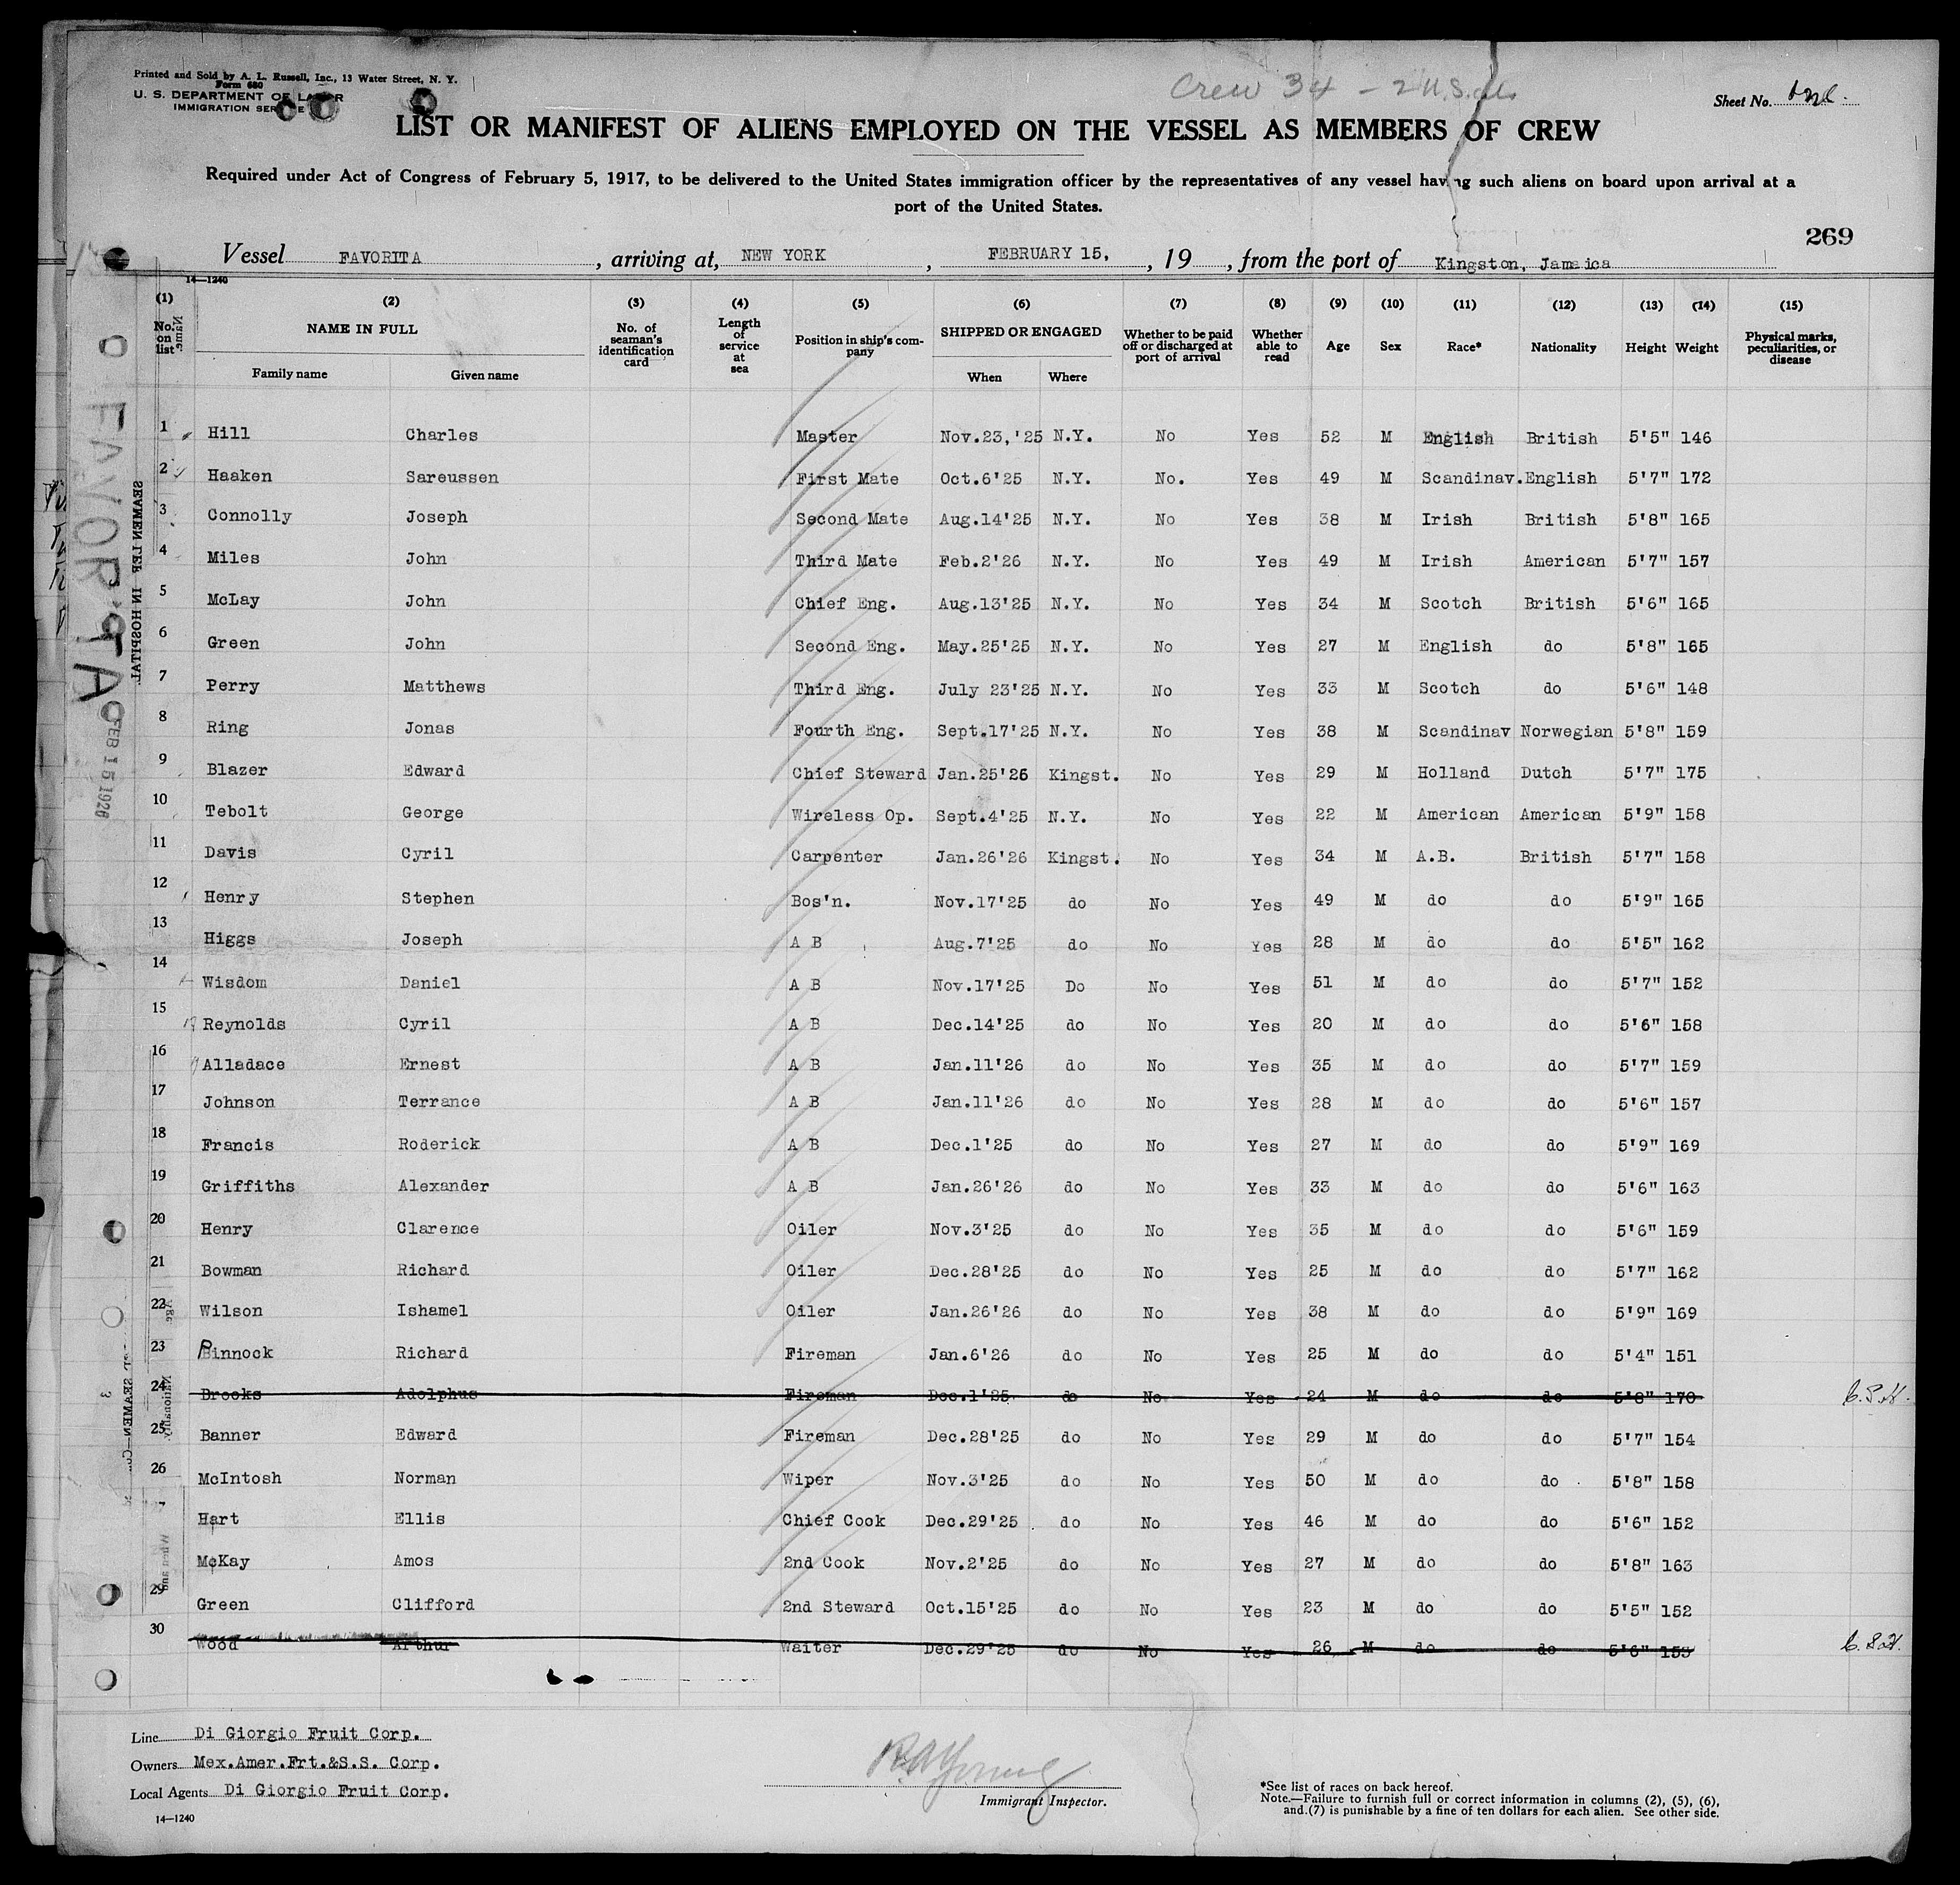 Printed and Sold by A. L. Russell, Inc., 13 Water Street, N. Y.
Form 680
U. S. DEPARTMENT OF LABOR
IMMIGRATION SERVICE
Crew 34 - 2 U.S.
Sheet No.
LIST OR MANIFEST OF ALIENS EMPLOYED ON THE VESSEL AS MEMBERS OF CREW
Required under Act of Congress of February 5, 1917, to be delivered to the United States immigration officer by the representatives of any vessel having such aliens on board upon arrival at a
port of the United States.
269
Vessel FAVORITA, arriving at, NEW YORK, FEBRUARY 15, , 19 , from the port of Kingston, Jamaica
14—1240
(1) (2) (3) (4) (5) (6) (7) (8) (9) (10) (11) (12) (13) (14) (15)
No. on list NAME IN FULL Family name Given name No. of seaman's identification card Length of service at sea Position in ship's company SHIPPED OR ENGAGED When Where Whether to be paid off or discharged at port of arrival Whether able to read Age Sex Race* Nationality Height Weight Physical marks, peculiarities, or disease
1 Hill Charles Master Nov.23,'25 N.Y. No Yes 52 M English British 5'5" 146
2 Haaken Sareussen First Mate Oct.6'25 N.Y. No. Yes 49 M Scandinav. English 5'7" 172
3 Connolly Joseph Second Mate Aug.14'25 N.Y. No Yes 38 M Irish British 5'8" 165
4 Miles John Third Mate Feb.2'26 N.Y. No Yes 49 M Irish American 5'7" 157
5 McLay John Chief Eng. Aug.13'25 N.Y. No Yes 34 M Scotch British 5'6" 165
6 Green John Second Eng. May.25'25 N.Y. No Yes 27 M English do 5'8" 165
7 Perry Matthews Third Eng. July 23'25 N.Y. No Yes 33 M Scotch do 5'6" 148
8 Ring Jonas Fourth Eng. Sept.17'25 N.Y. No Yes 38 M Scandinav Norwegian 5'8" 159
9 Blazer Edward Chief Steward Jan.25'26 Kingst. No Yes 29 M Holland Dutch 5'7" 175
10 Tebolt George Wireless Op. Sept.4'25 N.Y. No Yes 22 M American American 5'9" 158
11 Davis Cyril Carpenter Jan.26'26 Kingst. No Yes 34 M A.B. British 5'7" 158
12 Henry Stephen Bos'n. Nov.17'25 do No Yes 49 M do do 5'9" 165
13 Higgs Joseph A B Aug.7'25 do No Yes 28 M do do 5'5" 162
14 Wisdom Daniel A B Nov.17'25 Do No Yes 51 M do do 5'7" 152
15 Reynolds Cyril A B Dec.14'25 do No Yes 20 M do do 5'6" 158
16 Alladace Ernest A B Jan.11'26 do No Yes 35 M do do 5'7" 159
17 Johnson Terrance A B Jan.11'26 do No Yes 28 M do do 5'6" 157
18 Francis Roderick A B Dec.1'25 do No Yes 27 M do do 5'9" 169
19 Griffiths Alexander A B Jan.26'26 do No Yes 33 M do do 5'6" 163
20 Henry Clarence Oiler Nov.3'25 do No Yes 35 M do do 5'6" 159
21 Bowman Richard Oiler Dec.28'25 do No Yes 25 M do do 5'7" 162
22 Wilson Ishamel Oiler Jan.26'26 do No Yes 38 M do do 5'9" 169
23 Pinnock Richard Fireman Jan.6'26 do No Yes 25 M do do 5'4" 151
24 Brooks Adolphus Fireman Dec.1'25 do No Yes 24 M do do 5'8" 170
25 Banner Edward Fireman Dec.28'25 do No Yes 29 M do do 5'7" 154
26 McIntosh Norman Wiper Nov.3'25 do No Yes 50 M do do 5'8" 158
Hart Ellis Chief Cook Dec.29'25 do No Yes 46 M do do 5'6" 152
McKay Amos 2nd Cook Nov.2'25 do No Yes 27 M do do 5'8" 163
29 Green Clifford 2nd Steward Oct.15'25 do No Yes 23 M do do 5'5" 152
30 Wood Arthur Waiter Dec.29'25 do No Yes 26 M do do 5'6" 153
FAVORITA
FEB 15 1926
SEAMEN LEFT IN HOSPITAL
Line Di Giorgio Fruit Corp.
Owners Mex.Amer.Frt.&S.S. Corp.
Local Agents Di Giorgio Fruit Corp.
14—1240
R.A. Young
Immigrant Inspector.
*See list of races on back hereof.
Note.—Failure to furnish full or correct information in columns (2), (5), (6),
and (7) is punishable by a fine of ten dollars for each alien. See other side.